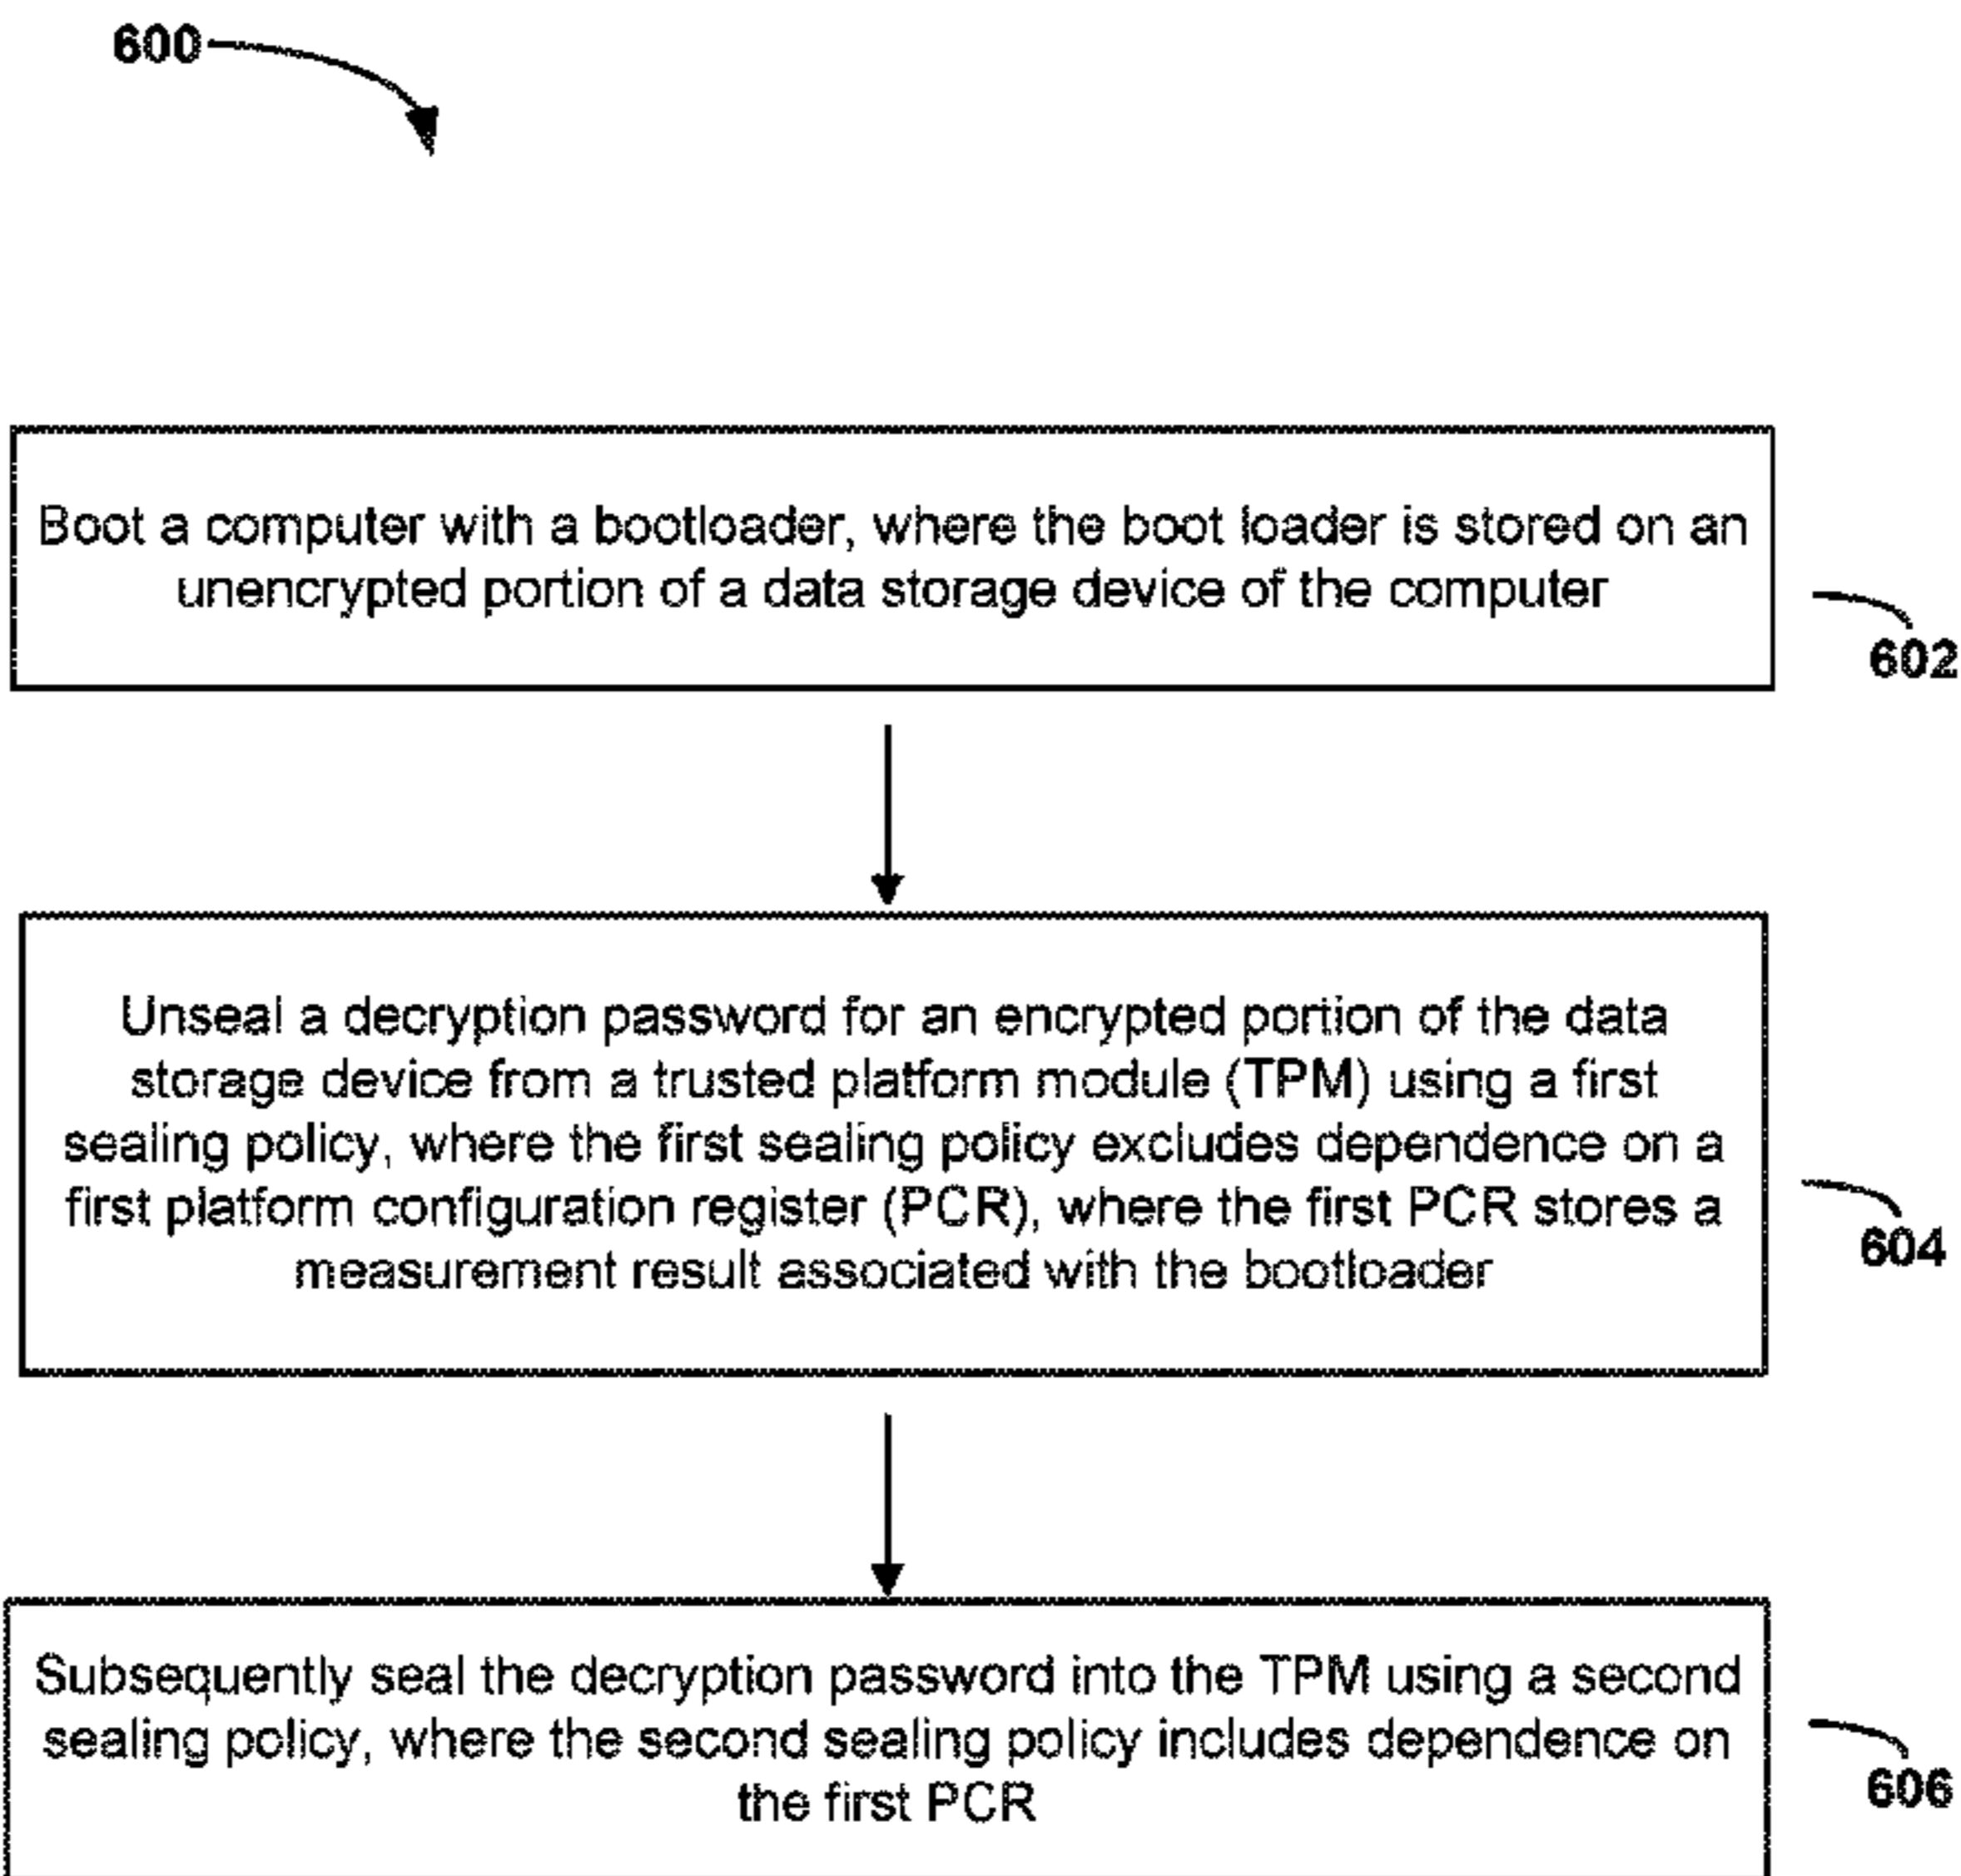 600
Boot a computer with a bootloader, where the boot loader is stored on an
unencrypted portion of a data storage device of the computer
602
Unseal a decryption password for an encrypted portion of the data
storage device from a trusted platform module (TPM) using a first
sealing policy, where the first sealing policy excludes dependence on a
first platform configuration register (PCR), where the first PCR stores a
measurement result associated with the bootloader
604
Subsequently seal the decryption password into the TPM using a second
sealing policy, where the second sealing policy includes dependence on
the first PCR
606